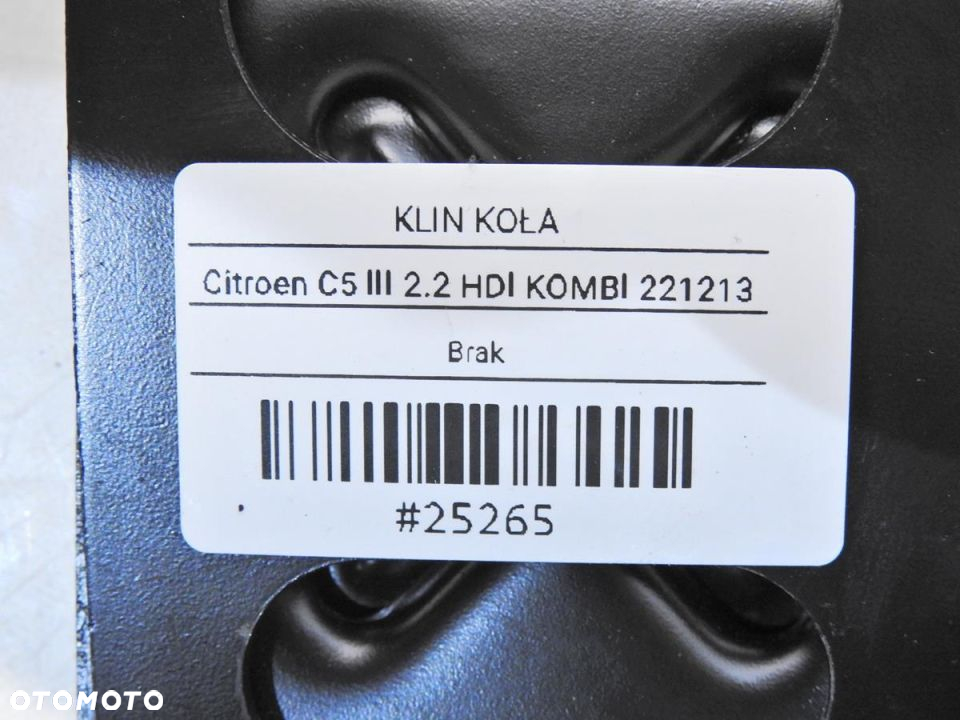 KLIN KOŁA
Citroen C5 III 2.2 HDI KOMBI 221213
Brak
#25265
OTOMOTO